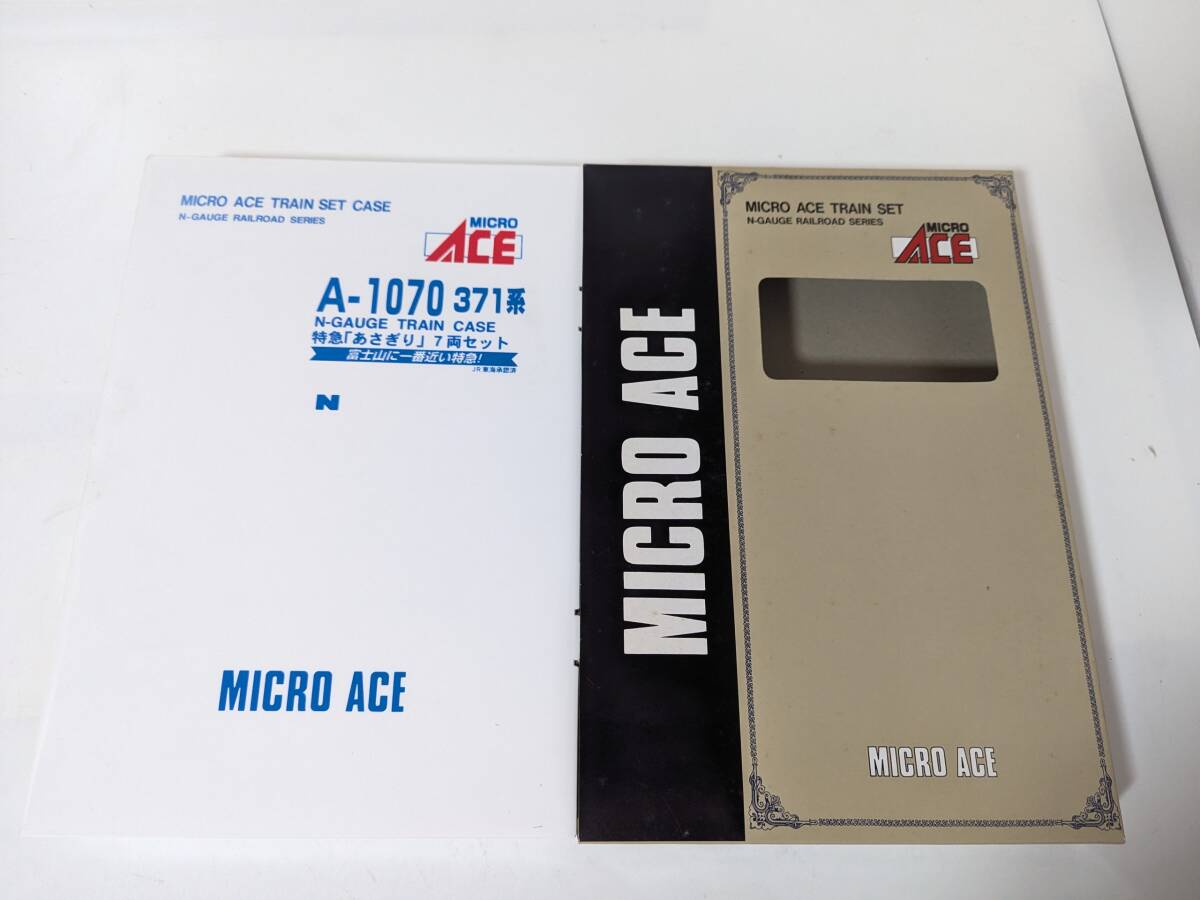 MICRO ACE TRAIN SET CASE
N-GAUGE RAILROAD SERIES
MICRO
ACE
A-1070 371系
N-GAUGE TRAIN CASE
特急「あさぎり」7両セット
富士山に一番近い特急!
JR東海承認済
N
MICRO ACE
MICRO ACE
MICRO ACE TRAIN SET
N-GAUGE RAILROAD SERIES
MICRO
ACE
MICRO ACE